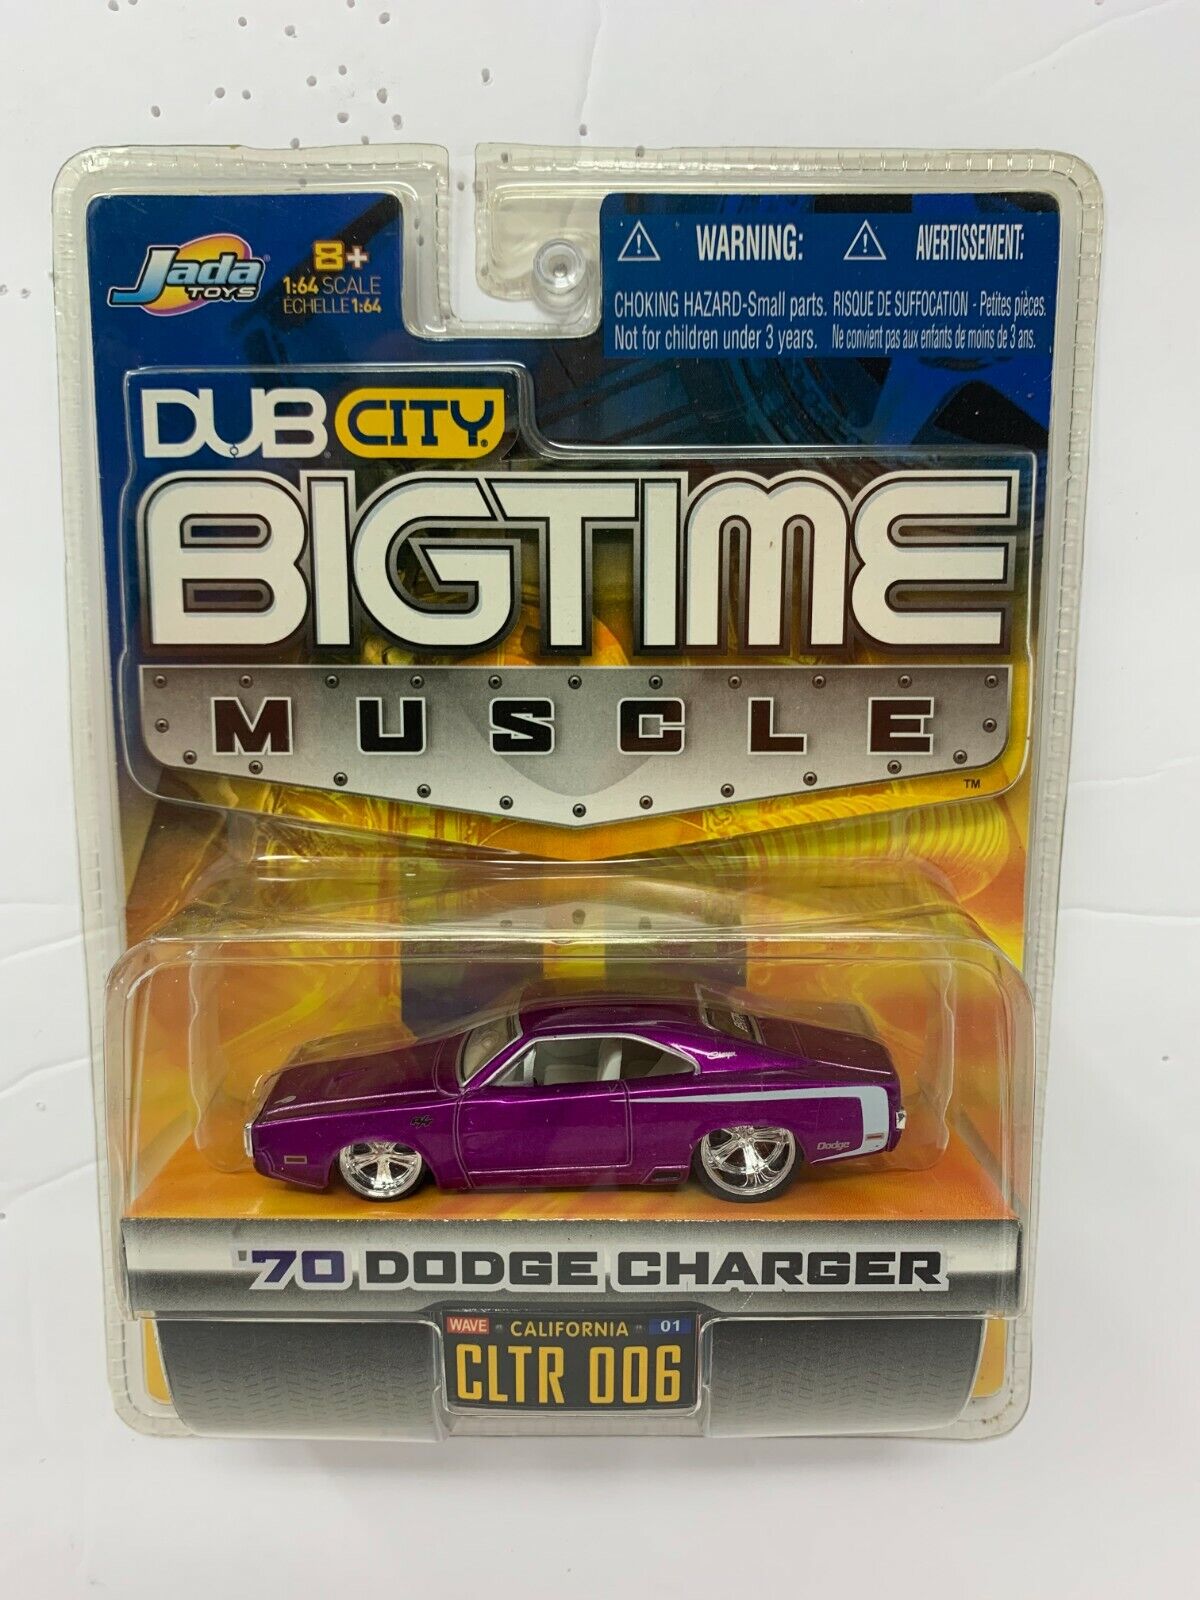 Jada
TOYS
8+
1:64 SCALE
ÉCHELLE 1:64
WARNING:
CHOKING HAZARD-Small parts.
Not for children under 3 years.
AVERTISSEMENT:
RISQUE DE SUFFOCATION - Petites pièces.
Ne convient pas aux enfants de moins de 3 ans.
DUB CITY
BIGTIME
MUSCLE
TM
Charger
R/T
Dodge
'70 DODGE CHARGER
WAVE CALIFORNIA 01
CLTR 006